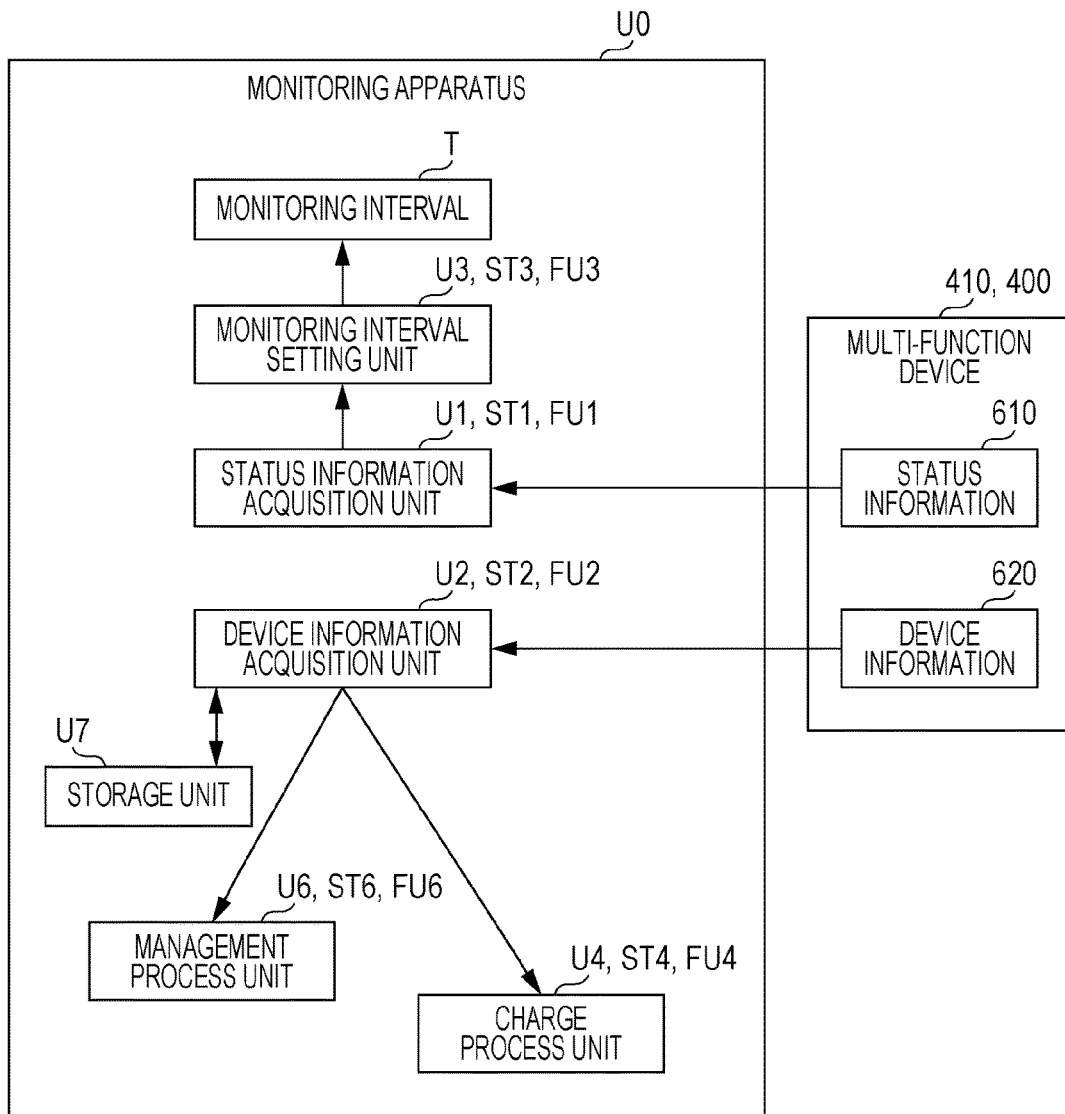 U0
MONITORING APPARATUS
T
MONITORING INTERVAL
U3, ST3, FU3
MONITORING INTERVAL
SETTING UNIT
410, 400
MULTI-FUNCTION
DEVICE
U1, ST1, FU1
STATUS INFORMATION
ACQUISITION UNIT
610
STATUS
INFORMATION
U2, ST2, FU2
DEVICE INFORMATION
ACQUISITION UNIT
620
DEVICE
INFORMATION
U7
STORAGE UNIT
U6, ST6, FU6
MANAGEMENT
PROCESS UNIT
U4, ST4, FU4
CHARGE
PROCESS UNIT